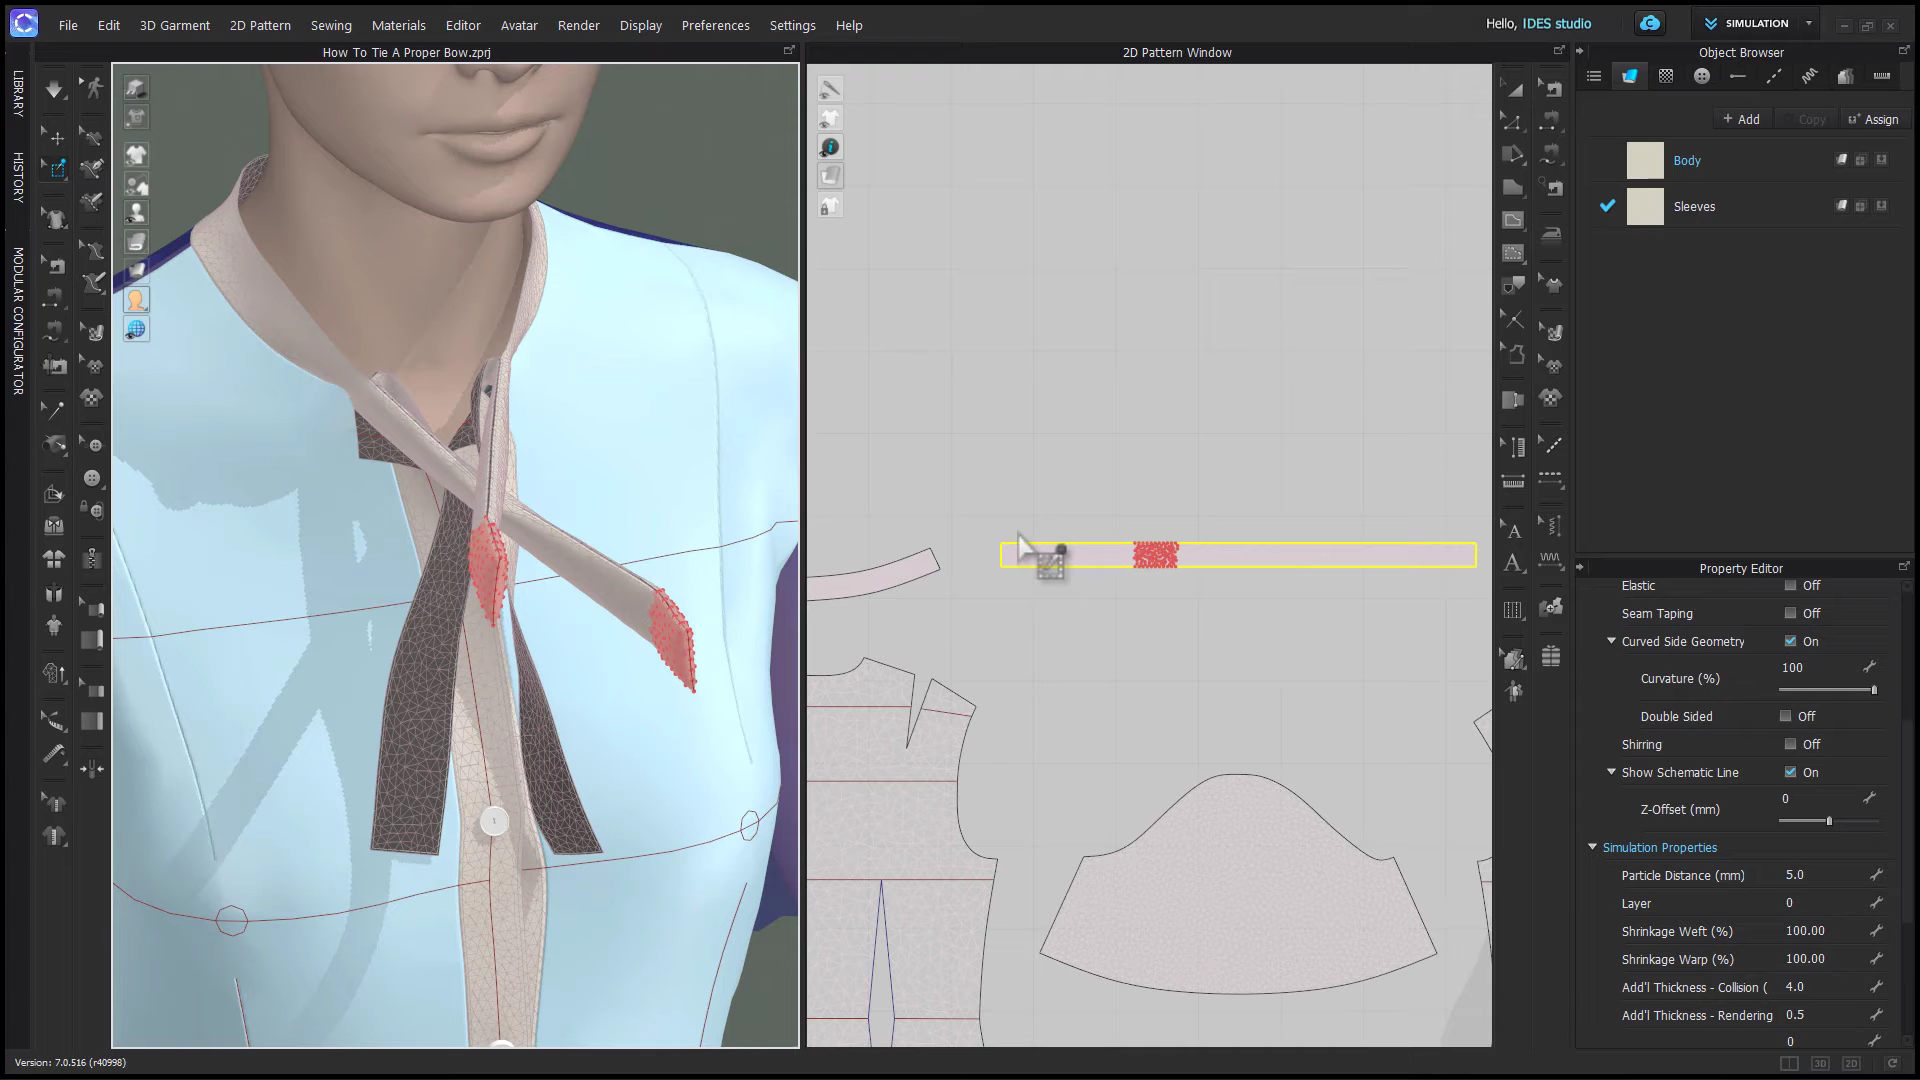 File Edit 3D Garment 2D Pattern Sewing Materials Editor Avatar Render Display Preferences Settings Help
Hello, IDES studio
SIMULATION
How To Tie A Proper Bow.zprj
2D Pattern Window
Object Browser
LIBRARY
HISTORY
MODULAR CONFIGURATOR
+ Add
Copy
Assign
Body
Sleeves
Property Editor
Elastic Off
Seam Taping Off
Curved Side Geometry On
Curvature (%) 100
Double Sided Off
Shirring Off
Show Schematic Line On
Z-Offset (mm) 0
Simulation Properties
Particle Distance (mm) 5.0
Layer 0
Shrinkage Weft (%) 100.00
Shrinkage Warp (%) 100.00
Add'l Thickness - Collision ( 4.0
Add'l Thickness - Rendering 0.5
0
Version: 7.0.516 (r40998)
3D
2D